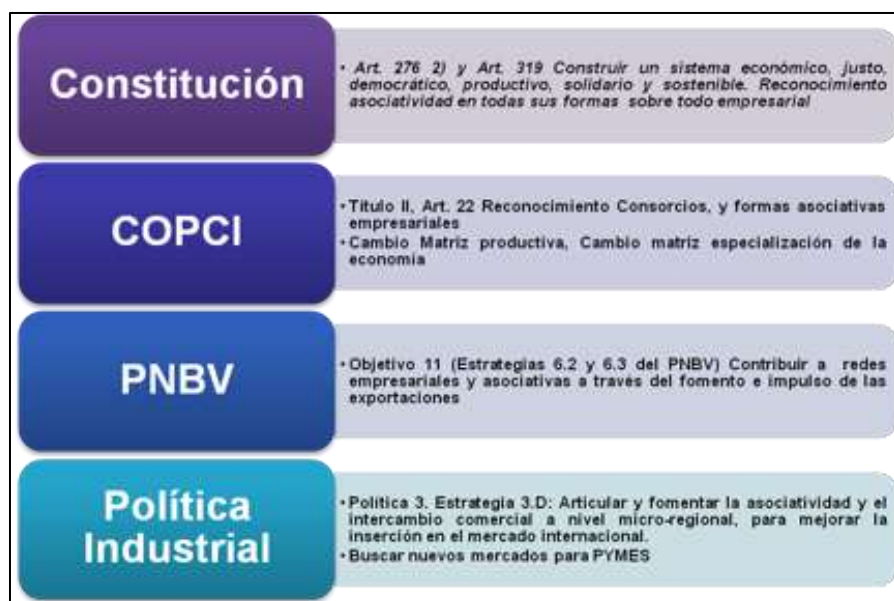 Constitución
• Art. 276 2) y Art. 319 Construir un sistema económico, justo,
democrático, productivo, solidario y sostenible. Reconocimiento
asociatividad en todas sus formas sobre todo empresarial
COPCI
• Título II, Art. 22 Reconocimiento Consorcios, y formas asociativas
empresariales
• Cambio Matriz productiva, Cambio matriz especialización de la
economía
PNBV
• Objetivo 11 (Estrategias 6.2 y 6.3 del PNBV) Contribuir a redes
empresariales y asociativas a través del fomento e impulso de las
exportaciones
Política
Industrial
• Política 3. Estrategia 3.D: Articular y fomentar la asociatividad y el
intercambio comercial a nivel micro-regional, para mejorar la
inserción en el mercado internacional.
• Buscar nuevos mercados para PYMES